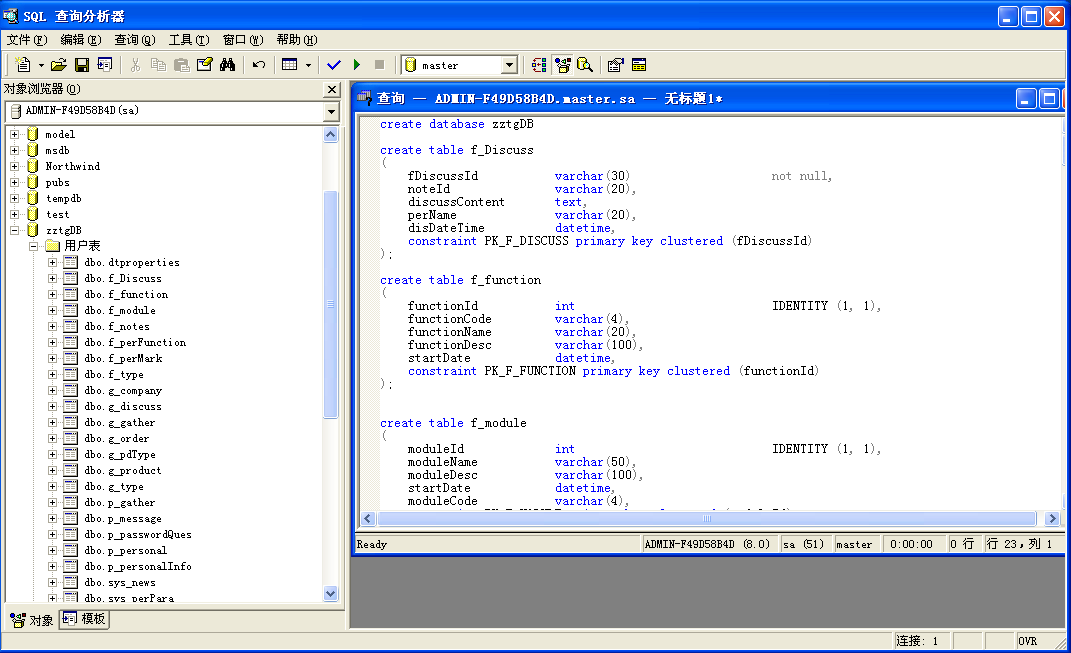 SQL 查询分析器
文件(F) 编辑(E) 查询(Q) 工具(T) 窗口(W) 帮助(H)
master
对象浏览器(O)
ADMIN-F49D58B4D(sa)
model
msdb
Northwind
pubs
tempdb
test
zztgDB
用户表
dbo.dtproperties
dbo.f_Discuss
dbo.f_function
dbo.f_module
dbo.f_notes
dbo.f_perFunction
dbo.f_perMark
dbo.f_type
dbo.g_company
dbo.g_discuss
dbo.g_gather
dbo.g_order
dbo.g_pdType
dbo.g_product
dbo.g_type
dbo.p_gather
dbo.p_message
dbo.p_passwordQues
dbo.p_personal
dbo.p_personalInfo
dbo.sys_news
dbo.sys_perPara
对象 模板
查询 — ADMIN-F49D58B4D.master.sa — 无标题1*
create database zztgDB
create table f_Discuss
(
fDiscussId varchar(30) not null,
noteId varchar(20),
discussContent text,
perName varchar(20),
disDateTime datetime,
constraint PK_F_DISCUSS primary key clustered (fDiscussId)
);
create table f_function
(
functionId int IDENTITY (1, 1),
functionCode varchar(4),
functionName varchar(20),
functionDesc varchar(100),
startDate datetime,
constraint PK_F_FUNCTION primary key clustered (functionId)
);
create table f_module
(
moduleId int IDENTITY (1, 1),
moduleName varchar(50),
moduleDesc varchar(100),
startDate datetime,
moduleCode varchar(4),
Ready ADMIN-F49D58B4D (8.0) sa (51) master 0:00:00 0 行 行 23, 列 1
连接: 1 OVR